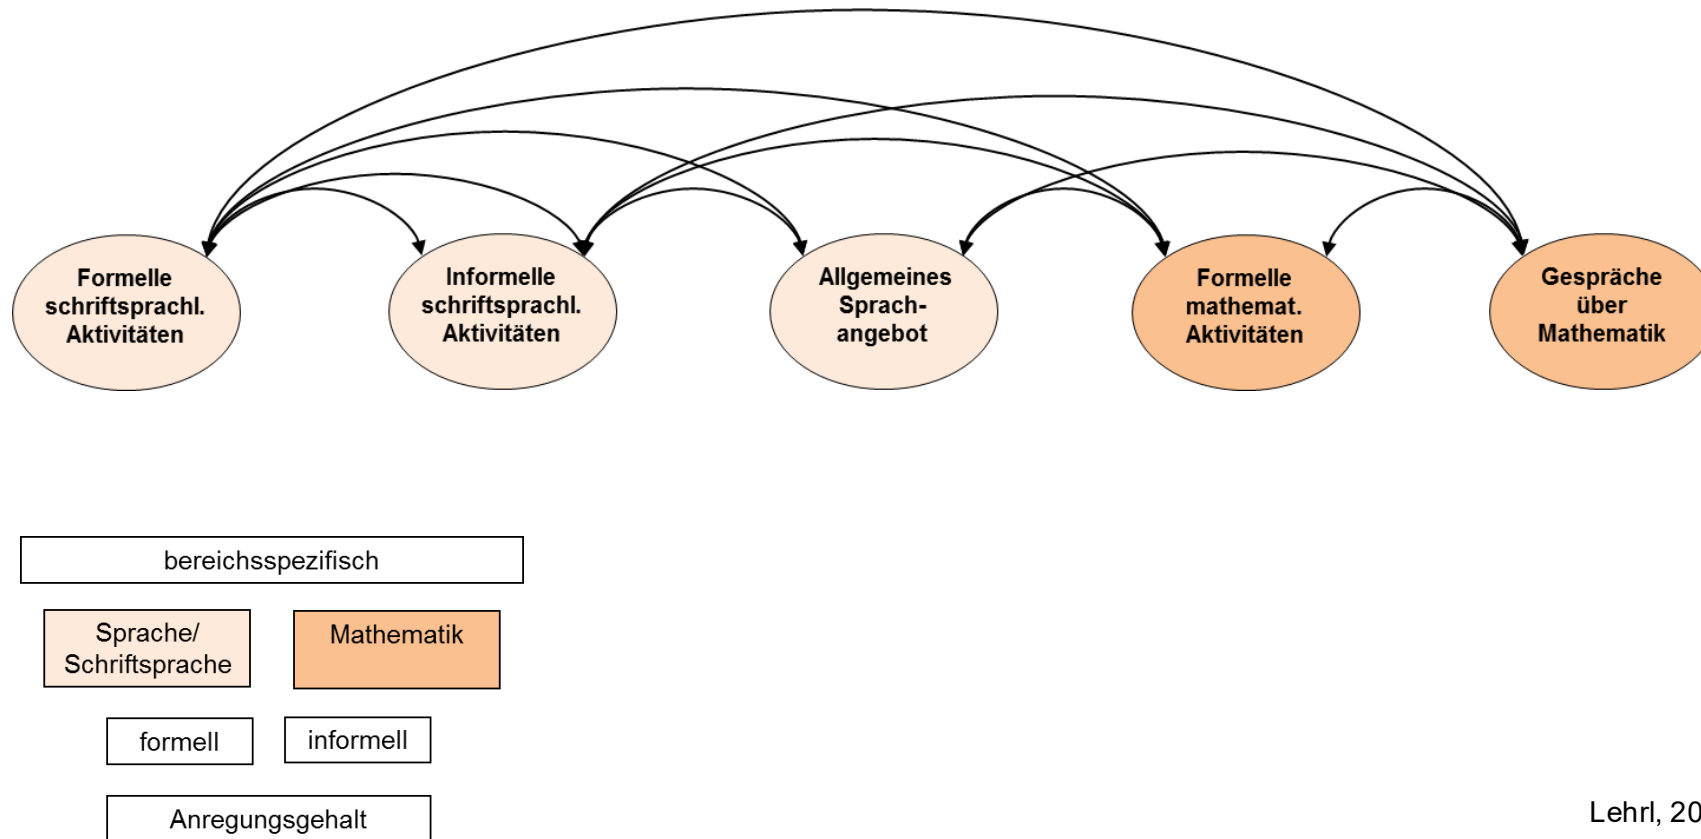 Formelle
schriftsprachl.
Aktivitäten
Informelle
schriftsprachl.
Aktivitäten
Allgemeines
Sprach-
angebot
Formelle
mathemat.
Aktivitäten
Gespräche
über
Mathematik
bereichsspezifisch
Sprache/
Schriftsprache
Mathematik
formell
informell
Anregungsgehalt
Lehrl, 20